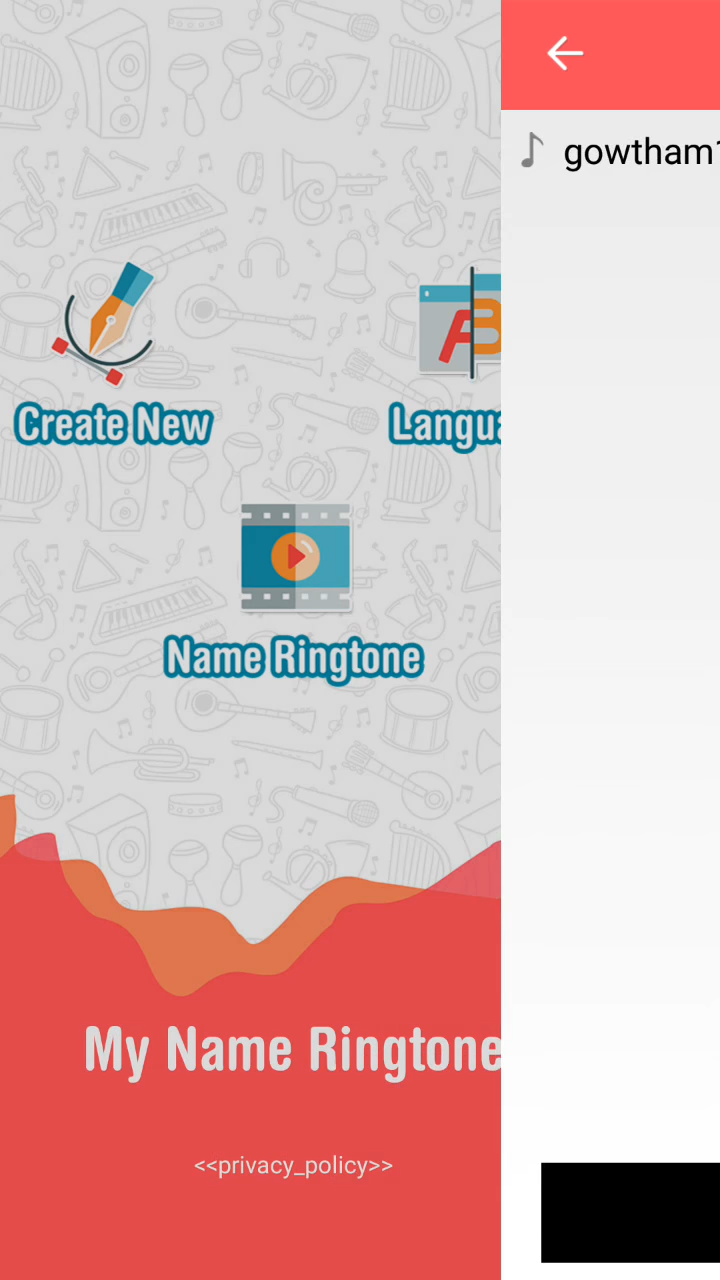 gowtham
Create New
Name Ringtone
My Name Ringtone
<<privacy_policy>>